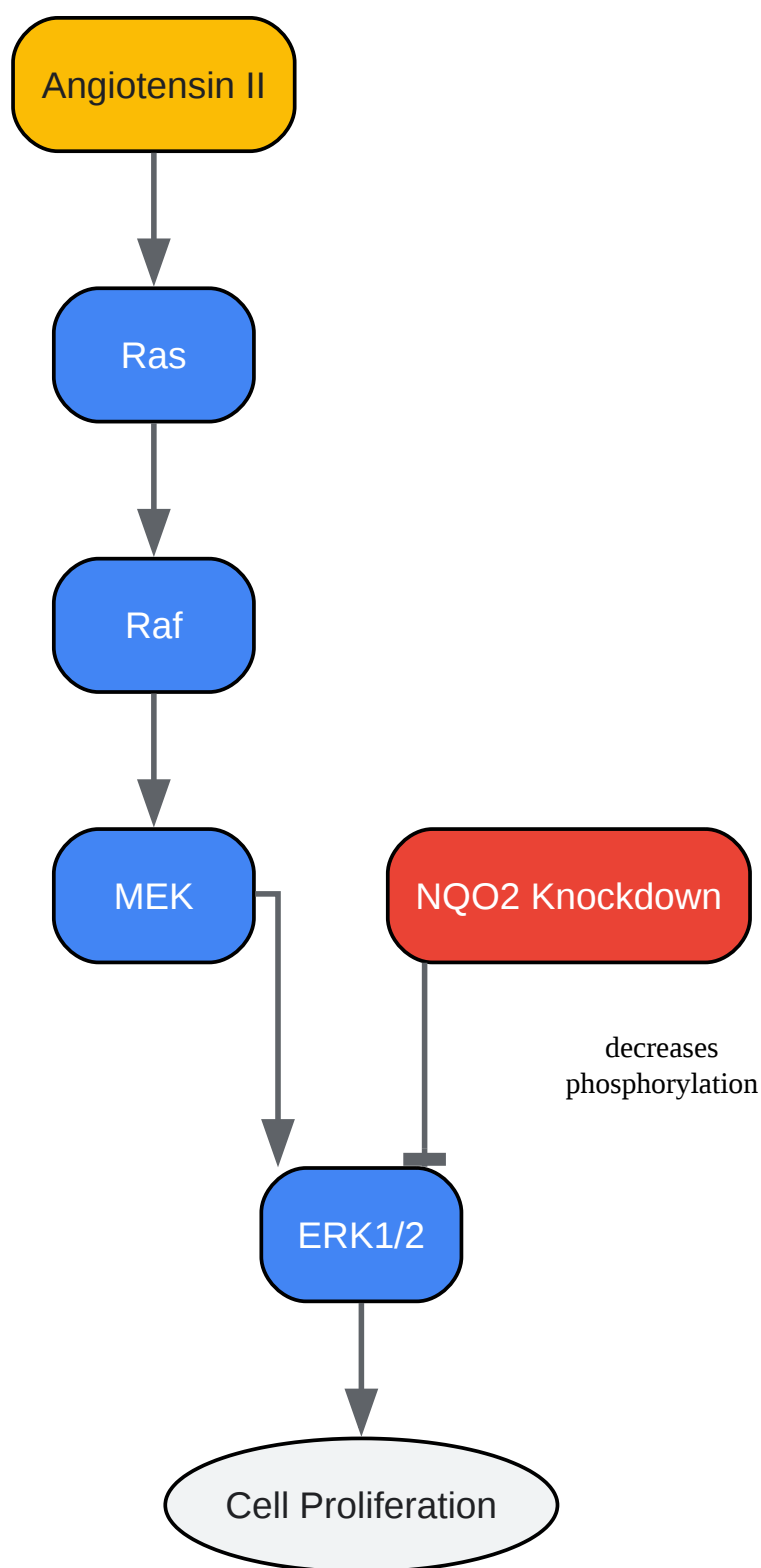 Angiotensin II
Ras
Raf
MEK
NQO2 Knockdown
decreases
phosphorylation
ERK1/2
Cell Proliferation